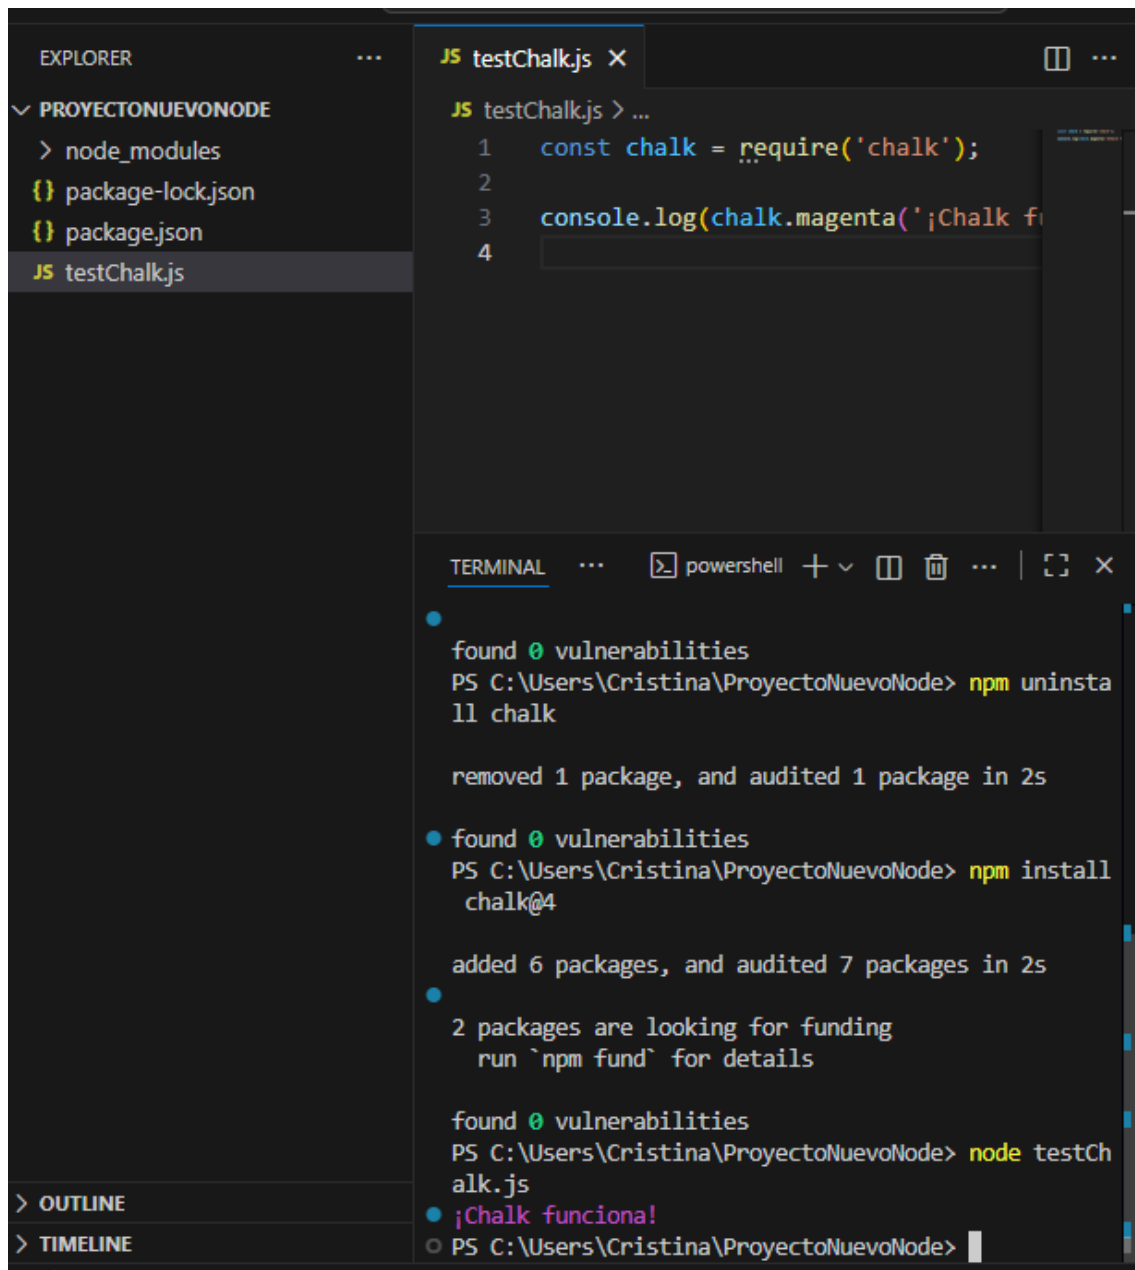 EXPLORER ...
PROYECTONUEVONODE
node_modules
{} package-lock.json
{} package.json
JS testChalk.js
OUTLINE
TIMELINE
JS testChalk.js
JS testChalk.js > ...
1 const chalk = require('chalk');
2
3 console.log(chalk.magenta('¡Chalk fu
4
TERMINAL ... powershell
found 0 vulnerabilities
PS C:\Users\Cristina\ProyectoNuevoNode> npm uninsta
ll chalk
removed 1 package, and audited 1 package in 2s
found 0 vulnerabilities
PS C:\Users\Cristina\ProyectoNuevoNode> npm install
chalk@4
added 6 packages, and audited 7 packages in 2s
2 packages are looking for funding
run `npm fund` for details
found 0 vulnerabilities
PS C:\Users\Cristina\ProyectoNuevoNode> node testCh
alk.js
¡Chalk funciona!
PS C:\Users\Cristina\ProyectoNuevoNode>